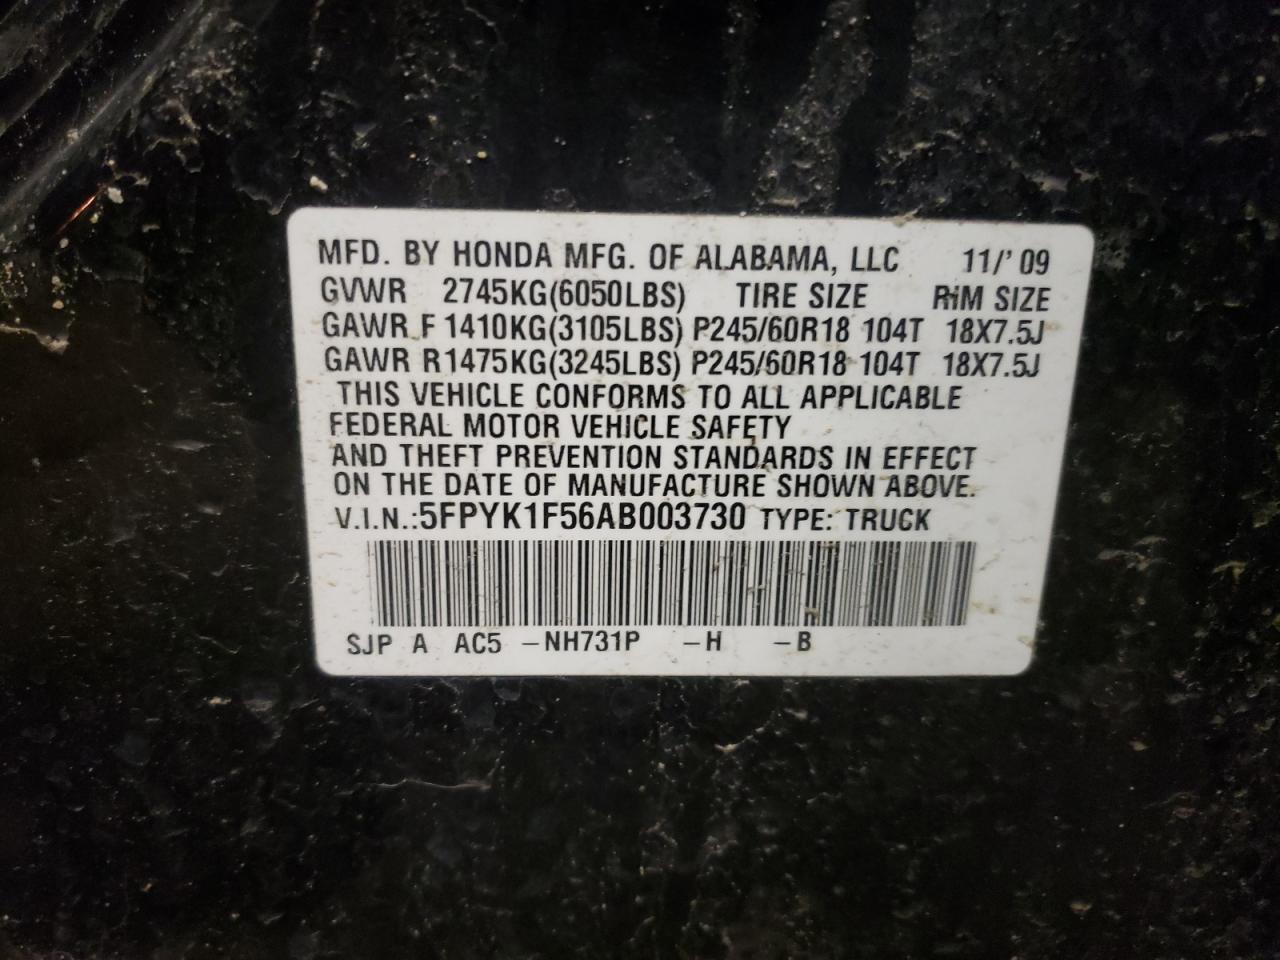 MFD. BY HONDA MFG. OF ALABAMA, LLC 11/'09
GVWR 2745KG(6050LBS) TIRE SIZE RIM SIZE
GAWR F 1410KG(3105LBS) P245/60R18 104T 18X7.5J
GAWR R 1475KG(3245LBS) P245/60R18 104T 18X7.5J
THIS VEHICLE CONFORMS TO ALL APPLICABLE
FEDERAL MOTOR VEHICLE SAFETY
AND THEFT PREVENTION STANDARDS IN EFFECT
ON THE DATE OF MANUFACTURE SHOWN ABOVE.
V.I.N.:5FPYK1F56AB003730 TYPE: TRUCK
SJP A AC5 -NH731P -H -B